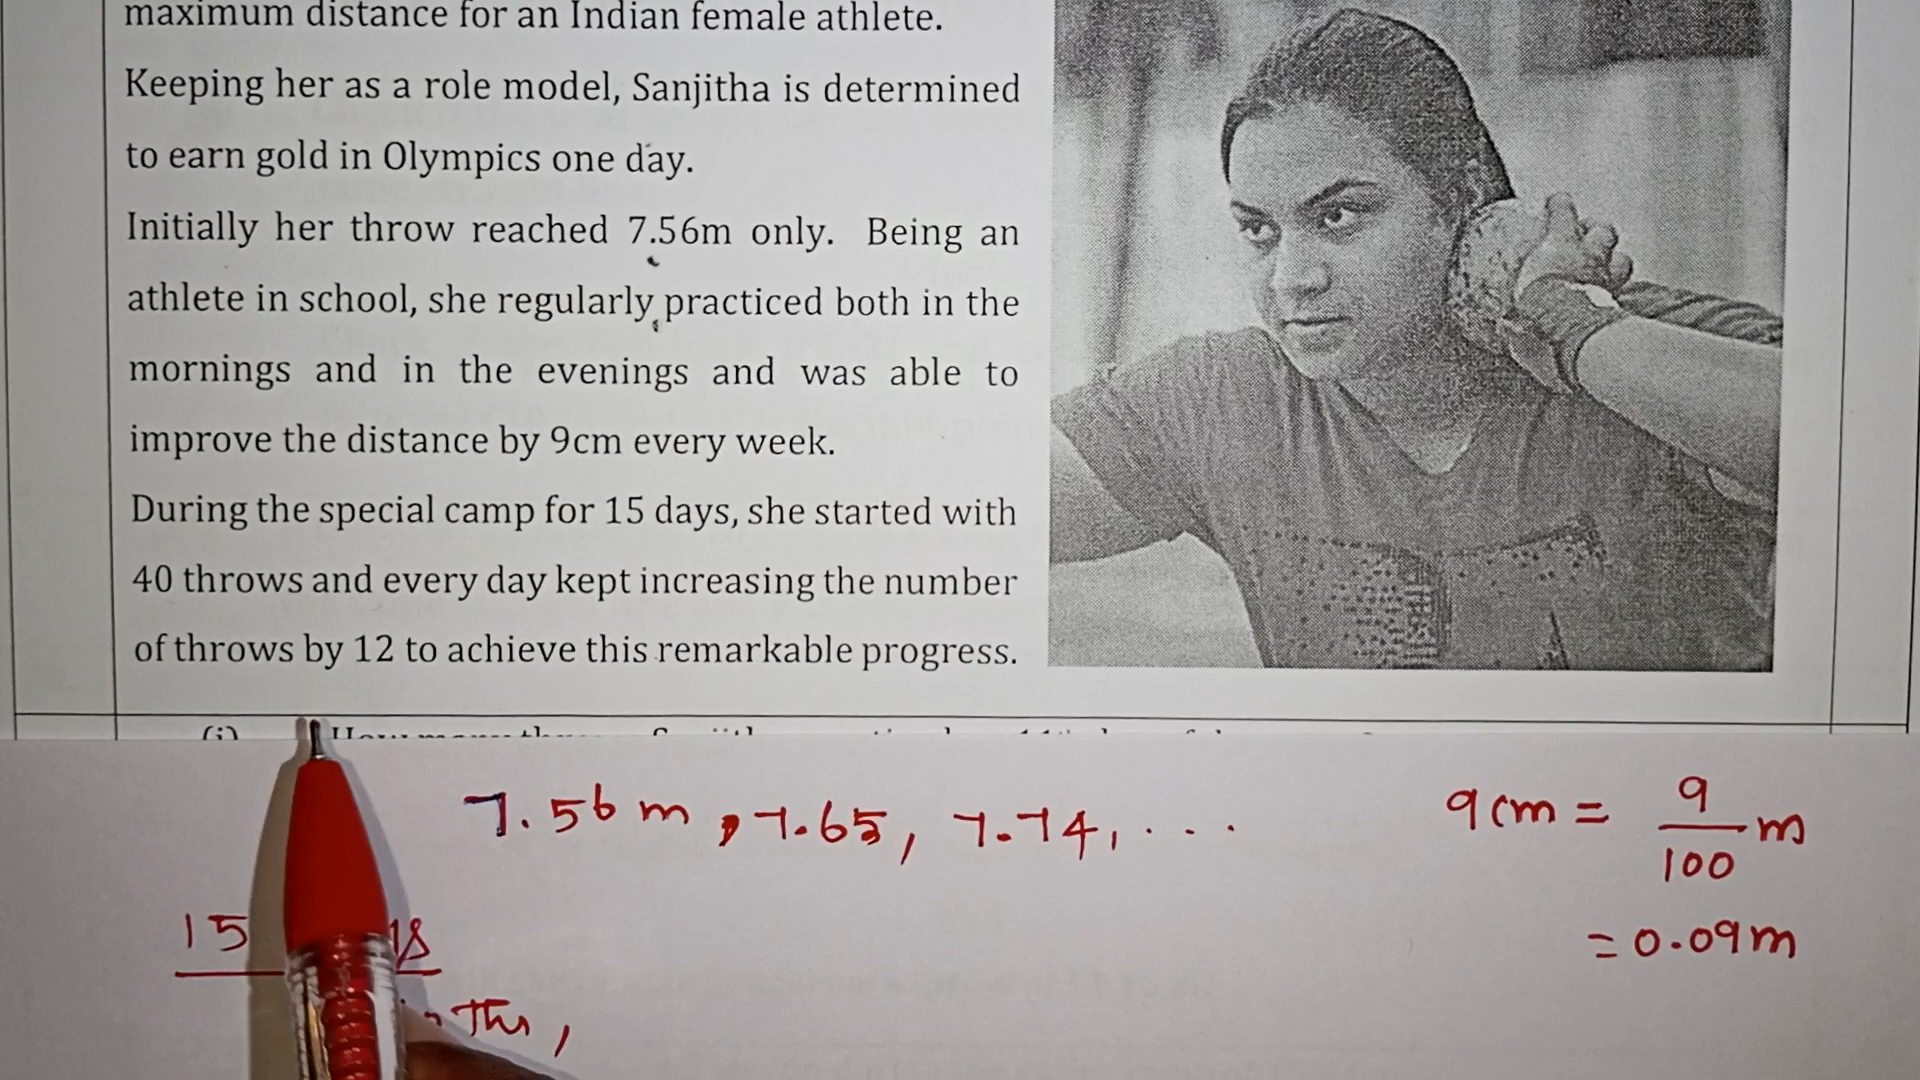 maximum distance for an Indian female athlete.
Keeping her as a role model, Sanjitha is determined
to earn gold in Olympics one day.
Initially her throw reached 7.56m only. Being an
athlete in school, she regularly practiced both in the
mornings and in the evenings and was able to
improve the distance by 9cm every week.
During the special camp for 15 days, she started with
40 throws and every day kept increasing the number
of throws by 12 to achieve this remarkable progress.
(i)
7.56 m, 7.65, 7.74, ...
9cm = 9/100 m
= 0.09m
15